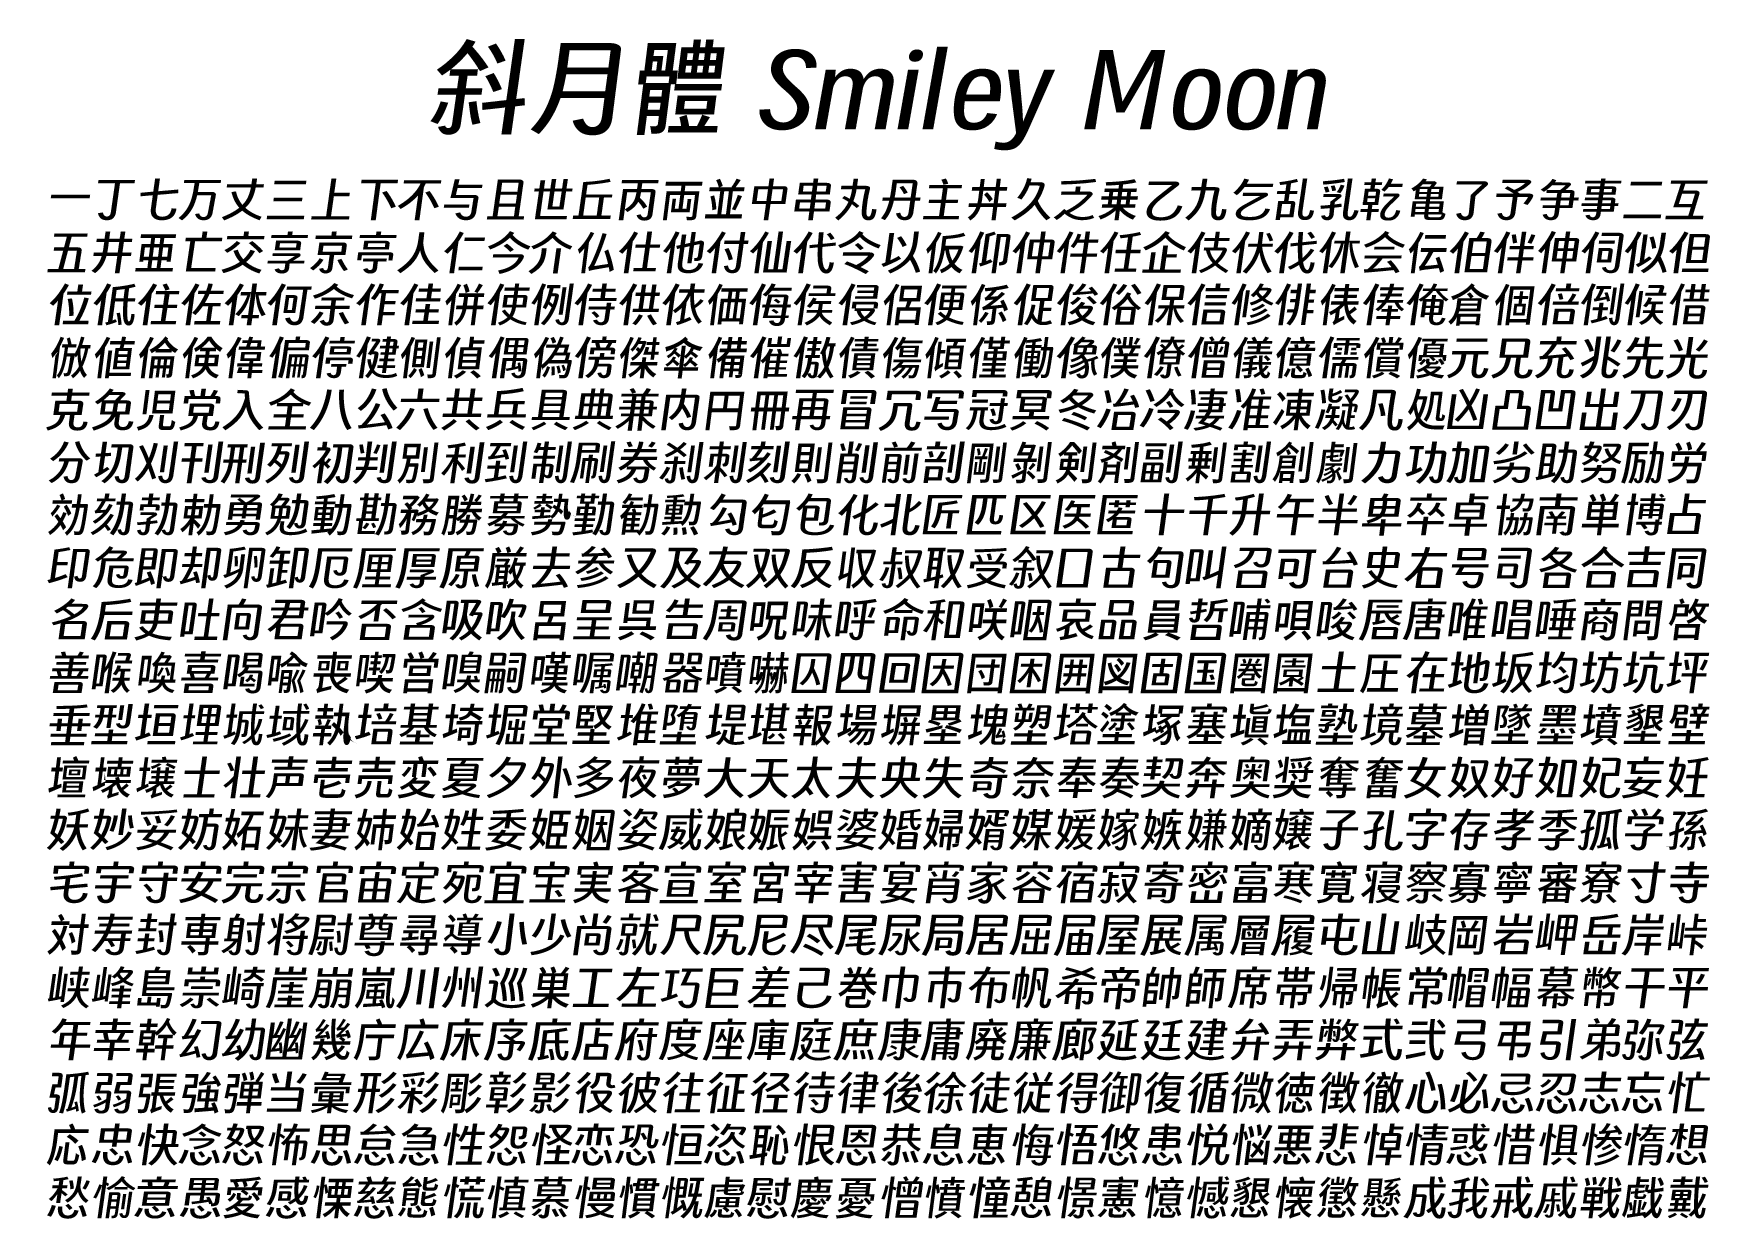 斜月體 Smiley Moon
一丁七万丈三上下不与且世丘丙両並中串丸丹主丼久乏乗乙九乞乱乳乾亀了予争事二互
五井亜亡交享京亭人仁今介仏仕他付仙代令以仮仰仲件任企伎伏伐休会伝伯伴伸伺似但
位低住佐体何余作佳併使例侍供依価侮侯侵侶便係促俊俗保信修俳俵俸俺倉個倍倒候借
倣値倫倹偉偏停健側偵偶偽傍傑傘備催傲債傷傾僅働像僕僚僧儀億儒償優元兄充兆先光
克免児党入全八公六共兵具典兼内円冊再冒冗写冠冥冬冶冷凄准凍凝凡処凶凸凹出刀刃
分切刈刊刑列初判別利到制刷券刹刺刻則削前剖剛剝剣剤副剰割創劇力功加劣助努励労
効劾勃勅勇勉動勘務勝募勢勤勧勲勾匂包化北匠匹区医匿十千升午半卑卒卓協南単博占
印危即却卵卸厄厘厚原厳去参又及友双反収叔取受叙口古句叫召可台史右号司各合吉同
名后吏吐向君吟否含吸吹呂呈呉告周呪味呼命和咲咽哀品員哲哺唄唆唇唐唯唱唾商問啓
善喉喚喜喝喩喪喫営嗅嗣嘆嘱嘲器噴嚇囚四回因団困囲図固国圏園土圧在地坂均坊坑坪
垂型垣埋城域執培基埼堀堂堅堆堕堤堪報場塀塁塊塑塔塗塚塞塡塩塾境墓増墜墨墳墾壁
壇壊壌士壮声壱売変夏夕外多夜夢大天太夫央失奇奈奉奏契奔奥奨奪奮女奴好如妃妄妊
妖妙妥妨妬妹妻姉始姓委姫姻姿威娘娠娯婆婚婦婿媒媛嫁嫉嫌嫡嬢子孔字存孝季孤学孫
宅宇守安完宗官宙定宛宜宝実客宣室宮宰害宴宵家容宿寂寄密富寒寛寝察寡寧審寮寸寺
対寿封専射将尉尊尋導小少尚就尺尻尼尽尾尿局居屈届屋展属層履屯山岐岡岩岬岳岸峠
峡峰島崇崎崖崩嵐川州巡巣工左巧巨差己巻巾市布帆希帝帥師席帯帰帳常帽幅幕幣干平
年幸幹幻幼幽幾庁広床序底店府度座庫庭庶康庸廃廉廊延廷建弁弄弊式弐弓弔引弟弥弦
弧弱張強弾当彙形彩彫彰影役彼往征径待律後徐徒従得御復循微徳徴徹心必忌忍志忘忙
応忠快念怒怖思怠急性怨怪恋恐恒恣恥恨恩恭息恵悔悟悠患悦悩悪悲悼情惑惜惧惨惰想
愁愉意愚愛感慄慈態慌慎慕慢慣慨慮慰慶憂憎憤憧憩憬憲憶憾懇懐懲懸成我戒戚戦戯戴